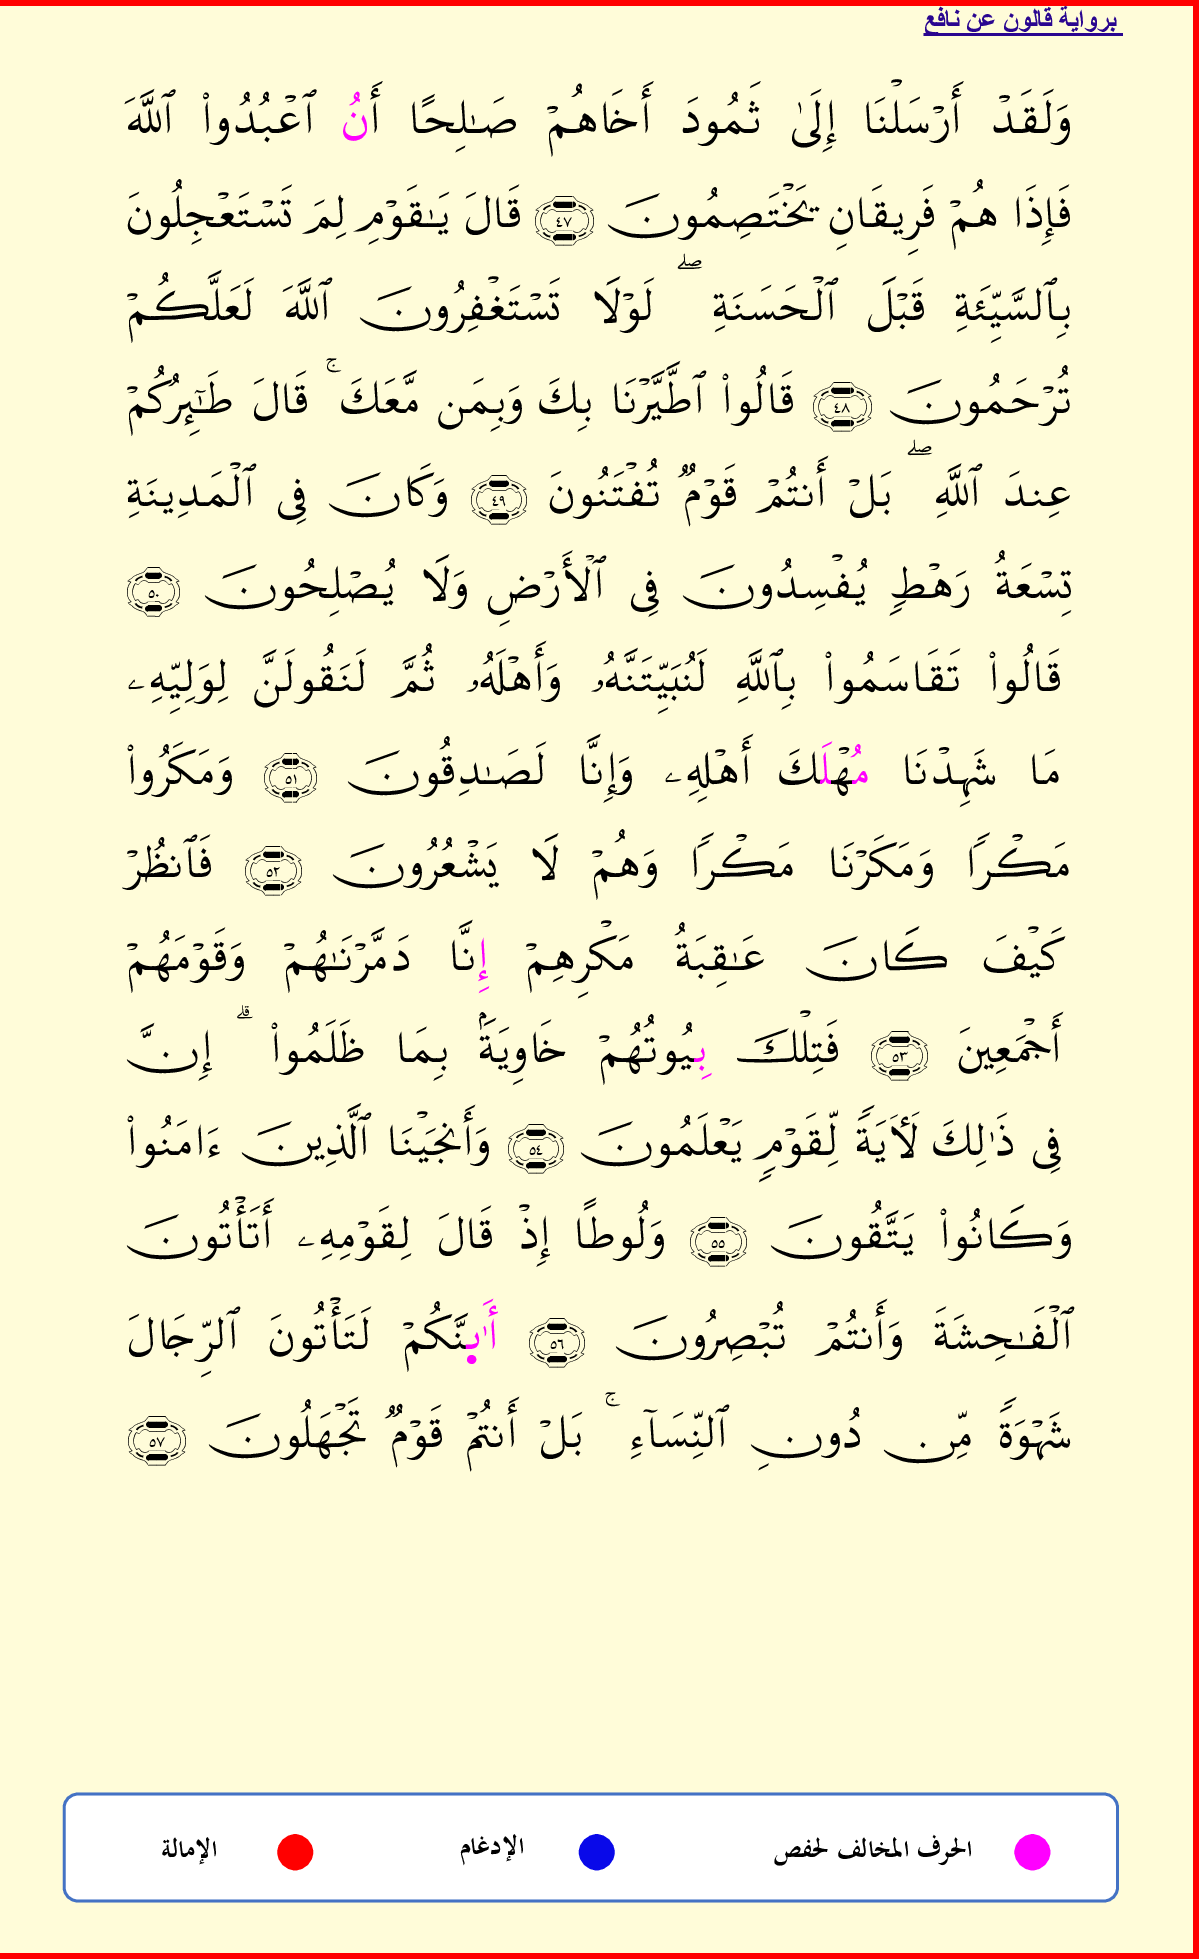 برواية قالون عن نافع
وَلَقَدْ أَرْسَلْنَا إِلَىٰ ثَمُودَ أَخَاهُمْ صَـٰلِحًا أَنُ ٱعْبُدُوا۟ ٱللَّهَ
فَإِذَا هُمْ فَرِيقَانِ يَخْتَصِمُونَ ٤٧ قَالَ يَـٰقَوْمِ لِمَ تَسْتَعْجِلُونَ
بِٱلسَّيِّئَةِ قَبْلَ ٱلْحَسَنَةِ ۖ لَوْلَا تَسْتَغْفِرُونَ ٱللَّهَ لَعَلَّكُمْ
تُرْحَمُونَ ٤٨ قَالُوا۟ ٱطَّيَّرْنَا بِكَ وَبِمَن مَّعَكَ ۚ قَالَ طَـٰٓئِرُكُمْ
عِندَ ٱللَّهِ ۖ بَلْ أَنتُمْ قَوْمٌ تُفْتَنُونَ ٤٩ وَكَانَ فِى ٱلْمَدِينَةِ
تِسْعَةُ رَهْطٍ يُفْسِدُونَ فِى ٱلْأَرْضِ وَلَا يُصْلِحُونَ ٥٠
قَالُوا۟ تَقَاسَمُوا۟ بِٱللَّهِ لَنُبَيِّتَنَّهُۥ وَأَهْلَهُۥ ثُمَّ لَنَقُولَنَّ لِوَلِيِّهِۦ
مَا شَهِدْنَا مُهْلَكَ أَهْلِهِۦ وَإِنَّا لَصَـٰدِقُونَ ٥١ وَمَكَرُوا۟
مَكْرًا وَمَكَرْنَا مَكْرًا وَهُمْ لَا يَشْعُرُونَ ٥٢ فَٱنظُرْ
كَيْفَ كَانَ عَـٰقِبَةُ مَكْرِهِمْ إِنَّا دَمَّرْنَـٰهُمْ وَقَوْمَهُمْ
أَجْمَعِينَ ٥٣ فَتِلْكَ بِيُوتُهُمْ خَاوِيَةًۢ بِمَا ظَلَمُوا۟ ۗ إِنَّ
فِى ذَٰلِكَ لَـَٔايَةً لِّقَوْمٍ يَعْلَمُونَ ٥٤ وَأَنجَيْنَا ٱلَّذِينَ ءَامَنُوا۟
وَكَانُوا۟ يَتَّقُونَ ٥٥ وَلُوطًا إِذْ قَالَ لِقَوْمِهِۦ أَتَأْتُونَ
ٱلْفَـٰحِشَةَ وَأَنتُمْ تُبْصِرُونَ ٥٦ أَىٰ۪نَّكُمْ لَتَأْتُونَ ٱلرِّجَالَ
شَهْوَةً مِّن دُونِ ٱلنِّسَآءِ ۚ بَلْ أَنتُمْ قَوْمٌ تَجْهَلُونَ ٥٧
الحرف المخالف لحفص الإدغام الإمالة